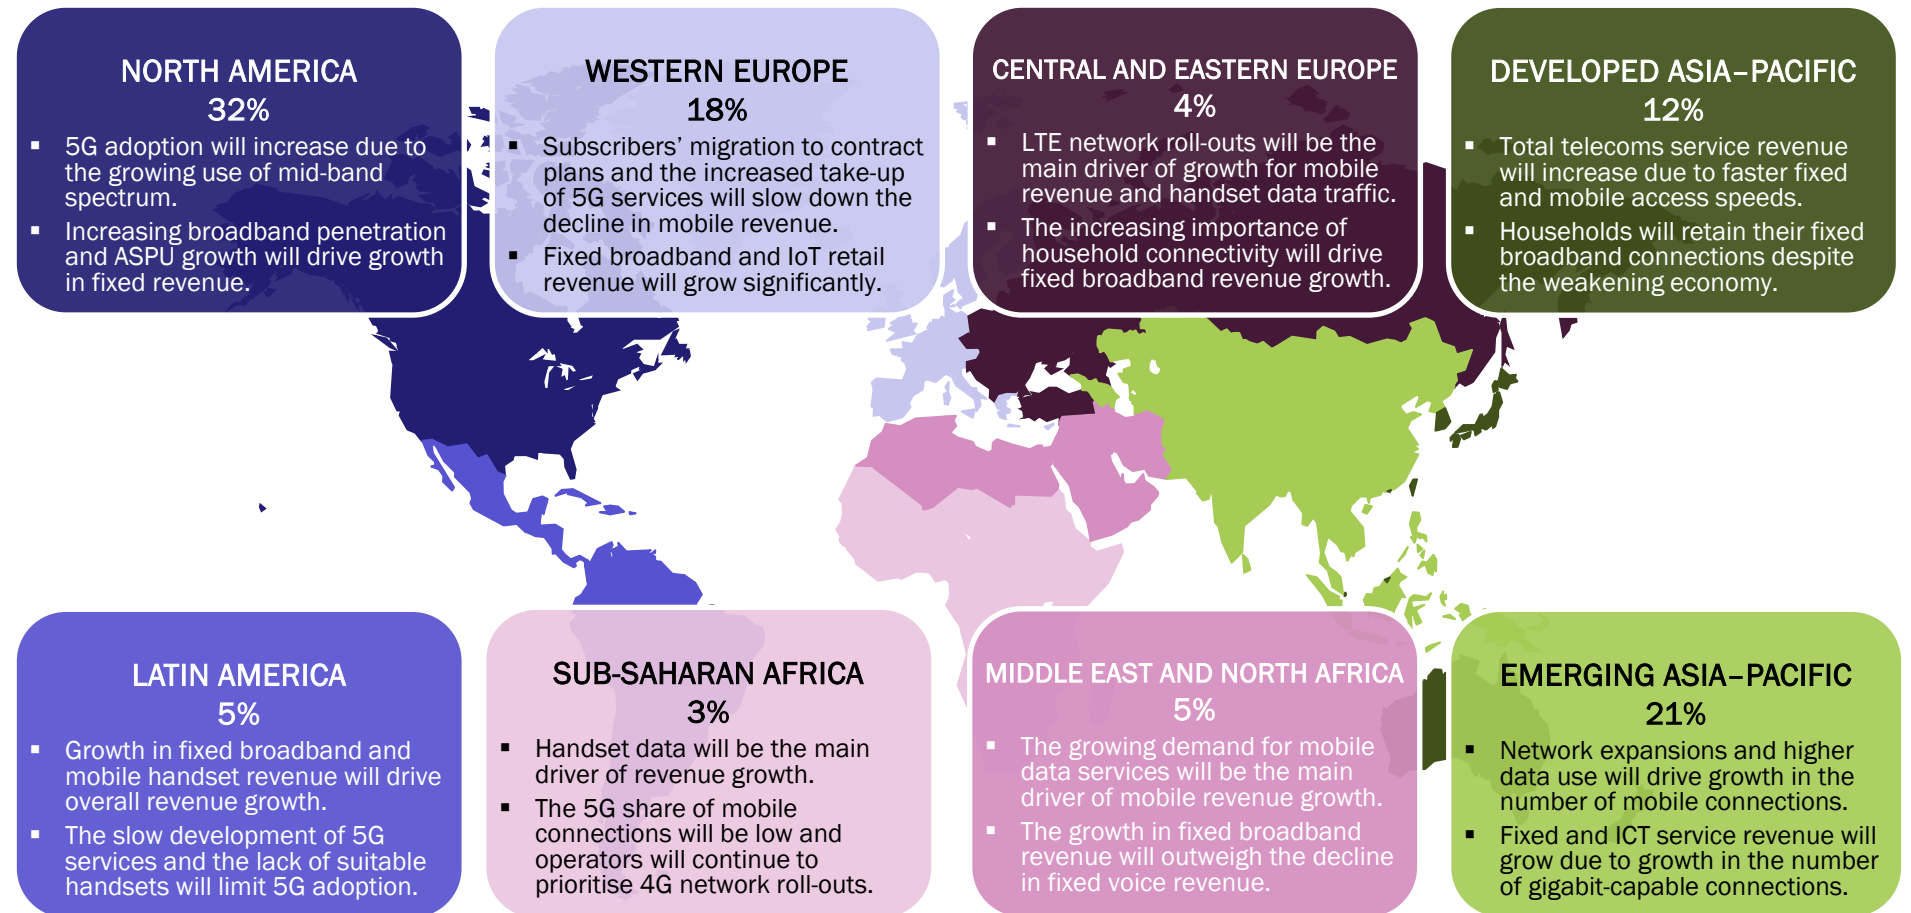 NORTH AMERICA
32%
▪ 5G adoption will increase due to
the growing use of mid-band
spectrum.
▪ Increasing broadband penetration
and ASPU growth will drive growth
in fixed revenue.
WESTERN EUROPE
18%
▪ Subscribers’ migration to contract
plans and the increased take-up
of 5G services will slow down the
decline in mobile revenue.
▪ Fixed broadband and IoT retail
revenue will grow significantly.
CENTRAL AND EASTERN EUROPE
4%
▪ LTE network roll-outs will be the
main driver of growth for mobile
revenue and handset data traffic.
▪ The increasing importance of
household connectivity will drive
fixed broadband revenue growth.
DEVELOPED ASIA–PACIFIC
12%
▪ Total telecoms service revenue
will increase due to faster fixed
and mobile access speeds.
▪ Households will retain their fixed
broadband connections despite
the weakening economy.
LATIN AMERICA
5%
▪ Growth in fixed broadband and
mobile handset revenue will drive
overall revenue growth.
▪ The slow development of 5G
services and the lack of suitable
handsets will limit 5G adoption.
SUB-SAHARAN AFRICA
3%
▪ Handset data will be the main
driver of revenue growth.
▪ The 5G share of mobile
connections will be low and
operators will continue to
prioritise 4G network roll-outs.
MIDDLE EAST AND NORTH AFRICA
5%
▪ The growing demand for mobile
data services will be the main
driver of mobile revenue growth.
▪ The growth in fixed broadband
revenue will outweigh the decline
in fixed voice revenue.
EMERGING ASIA–PACIFIC
21%
▪ Network expansions and higher
data use will drive growth in the
number of mobile connections.
▪ Fixed and ICT service revenue will
grow due to growth in the number
of gigabit-capable connections.